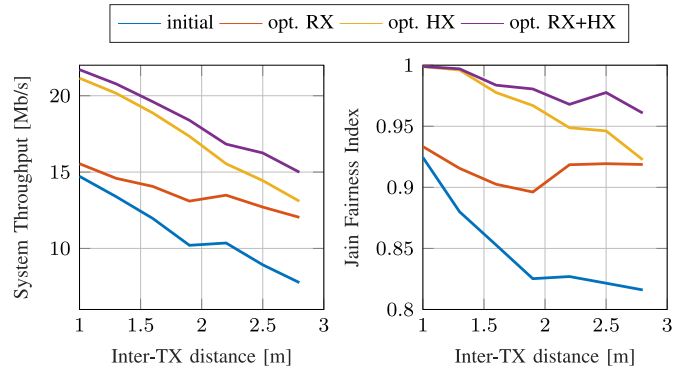 initial opt. RX opt. HX opt. RX+HX
System Throughput [Mb/s]
20
15
10
1 1.5 2 2.5 3
Inter-TX distance [m]
Jain Fairness Index
1
0.95
0.9
0.85
0.8
1 1.5 2 2.5 3
Inter-TX distance [m]